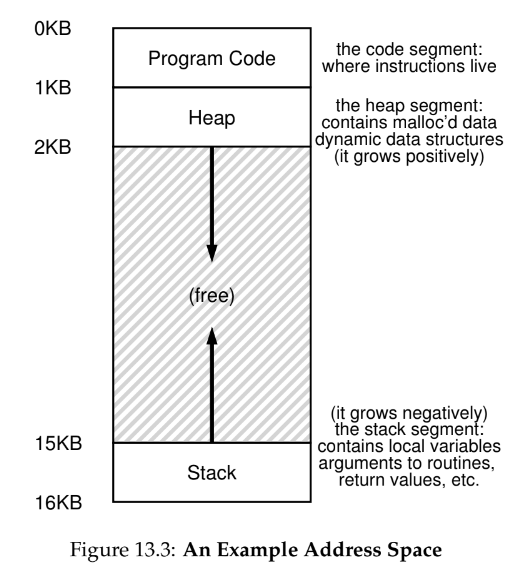 0KB
Program Code
the code segment:
where instructions live
1KB
Heap
the heap segment:
contains malloc'd data
dynamic data structures
(it grows positively)
2KB
(free)
(it grows negatively)
the stack segment:
contains local variables
arguments to routines,
return values, etc.
15KB
Stack
16KB
Figure 13.3: An Example Address Space